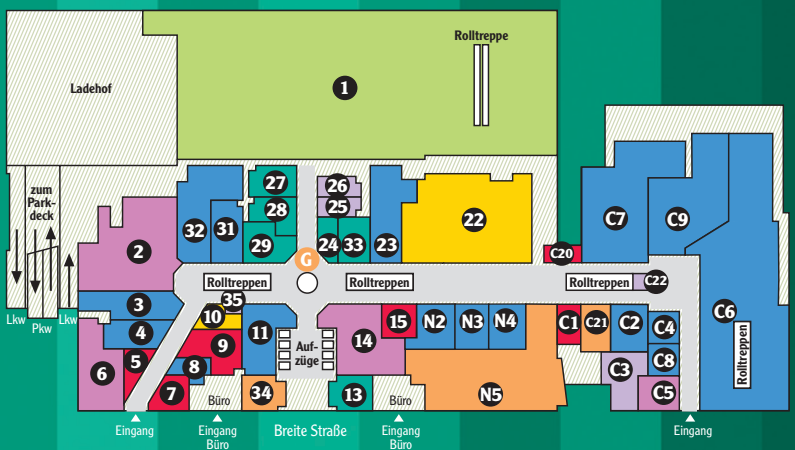 Rolltreppe
Ladehof
1
zum
Park-
deck
27
26
28
25
32
31
29
24
33
23
22
C7
C9
2
G
C20
Rolltreppen
Rolltreppen
Rolltreppen
C22
3
35
10
15
N2
N3
N4
C1
C21
C2
C4
C6
Lkw
Pkw
Lkw
4
11
9
Auf-
züge
14
C8
Rolltreppen
6
5
8
C3
7
Büro
34
13
Büro
N5
C5
Eingang
Eingang
Büro
Breite Straße
Eingang
Büro
Eingang